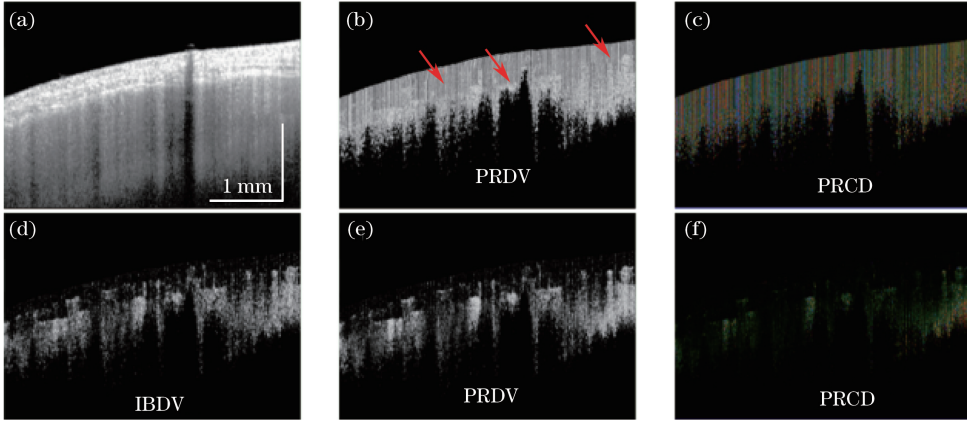 (a)
(b)
(c)
1 mm
PRDV
PRCD
(d)
(e)
(f)
IBDV
PRDV
PRCD